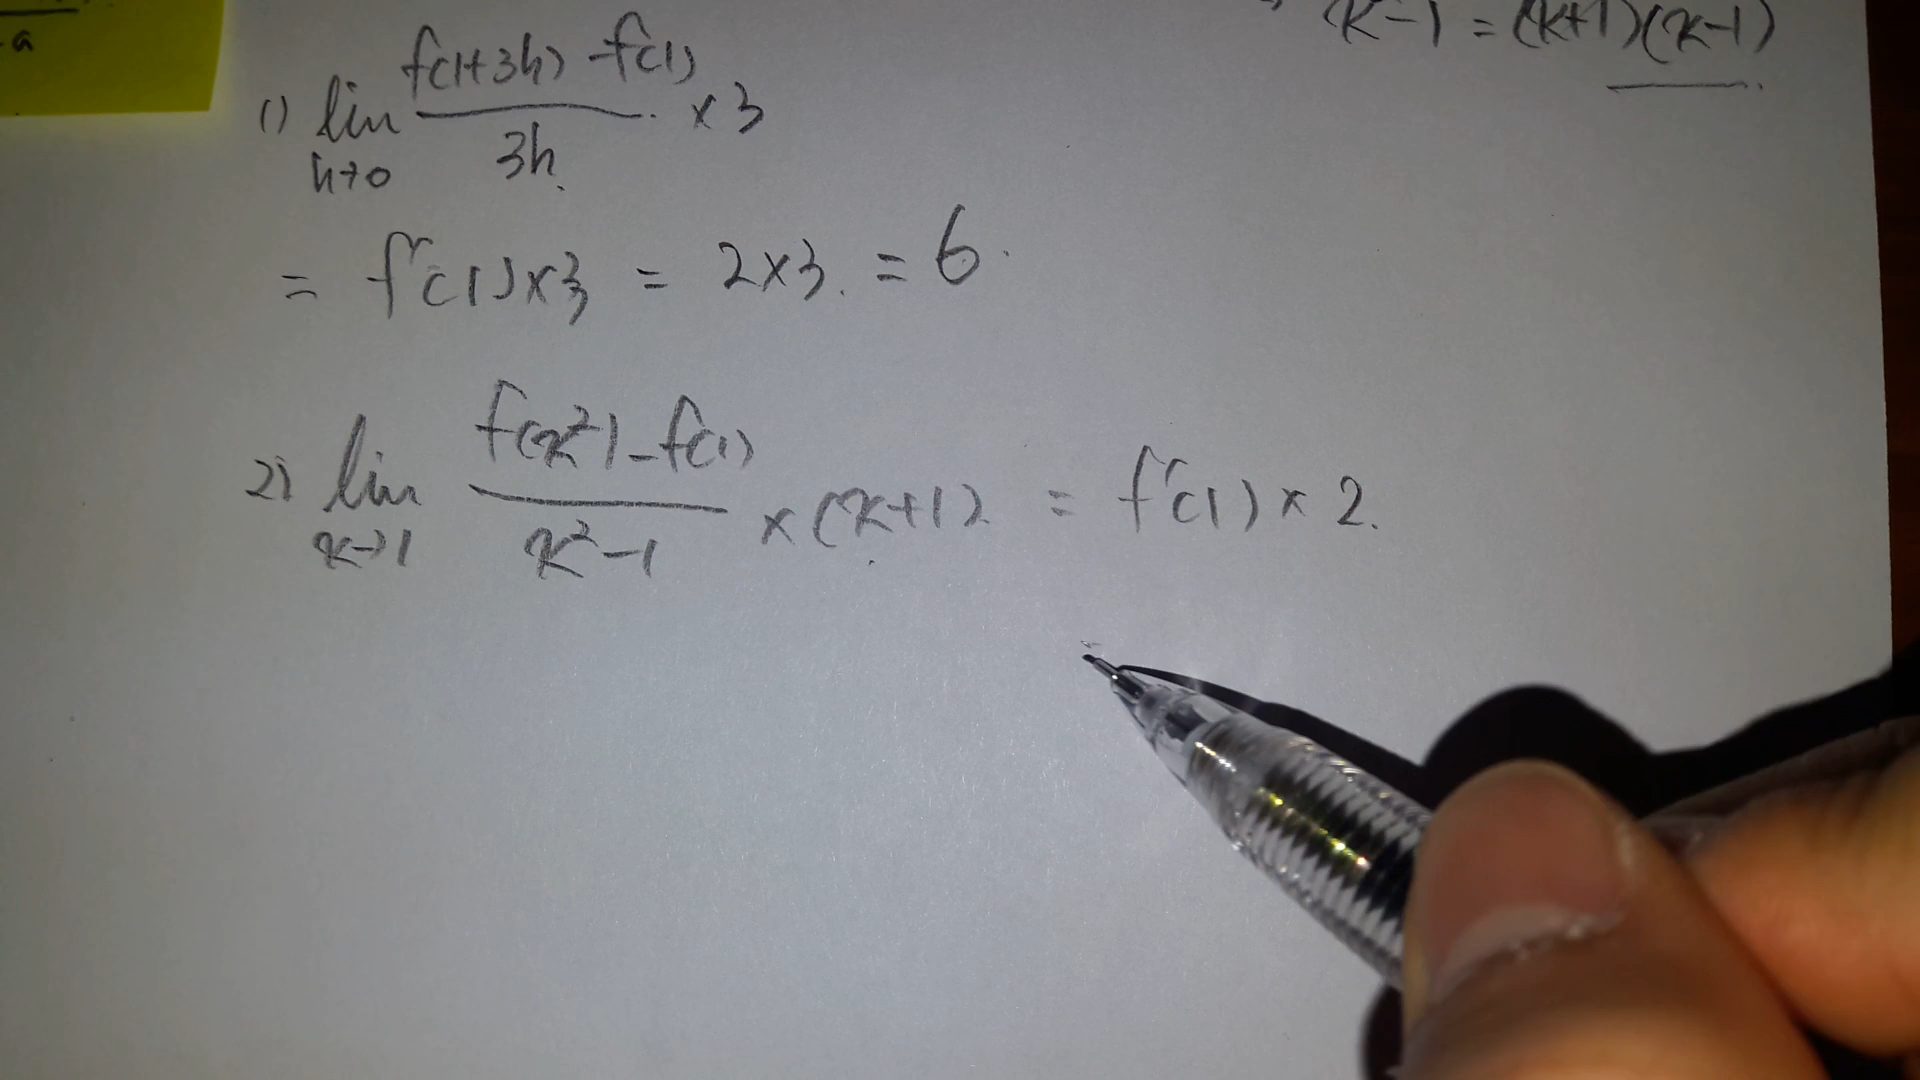 -a
x²-1 = (x+1)(x-1)
1) lim h→0 f(1+3h) - f(1) / 3h × 3
= f'(1)×3 = 2×3 = 6.
2) lim x→1 f(x²) - f(1) / x²-1 × (x+1) = f'(1) × 2.